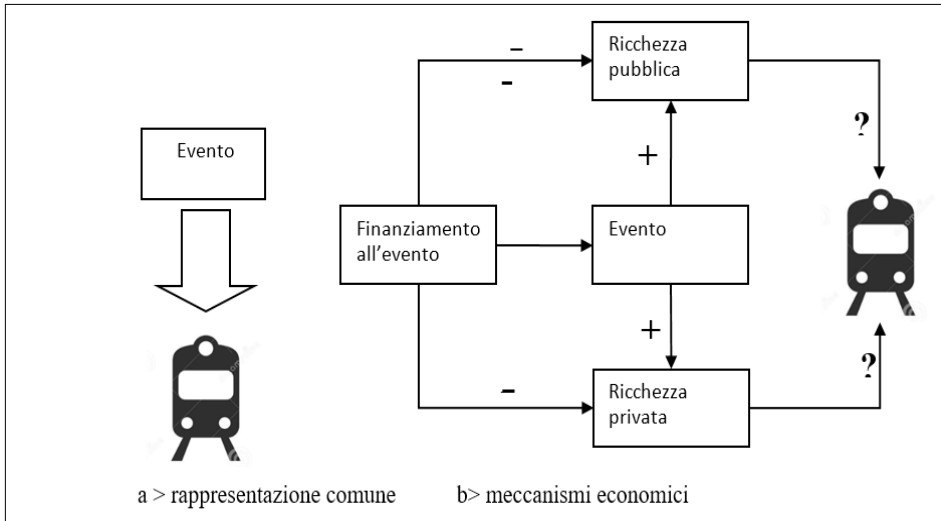 –
-
Ricchezza
pubblica
?
Evento
+
Finanziamento
all'evento
Evento
+
-
Ricchezza
privata
?
a > rappresentazione comune
b> meccanismi economici